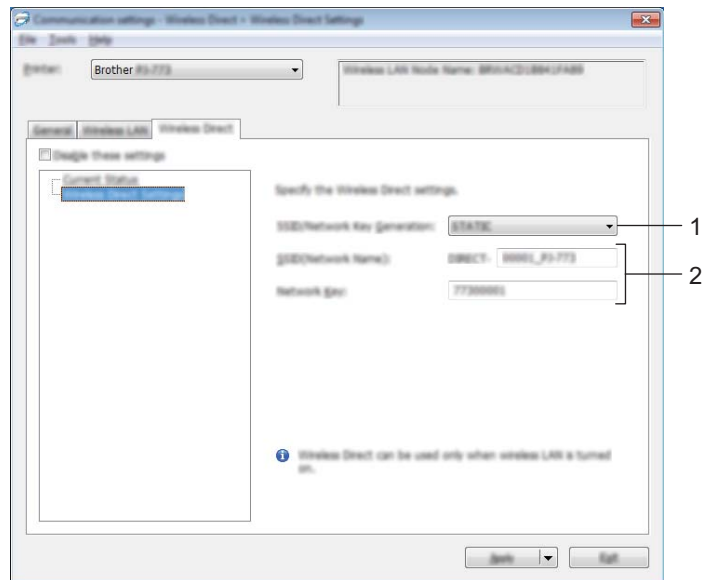 Communication settings - Wireless Direct > Wireless Direct Settings
File Tools Help
Printer: Brother PJ-773
Wireless LAN Node Name:
General Wireless LAN Wireless Direct
Disable these settings
Current Status
Wireless Direct Settings
Specify the Wireless Direct settings.
SSID(Network Key Generation: STATIC 1
SSID(Network Name): DIRECT- 00001_PJ-773
2
Network Key: 77300001
Wireless Direct can be used only when wireless LAN is turned
on.
Apply Exit